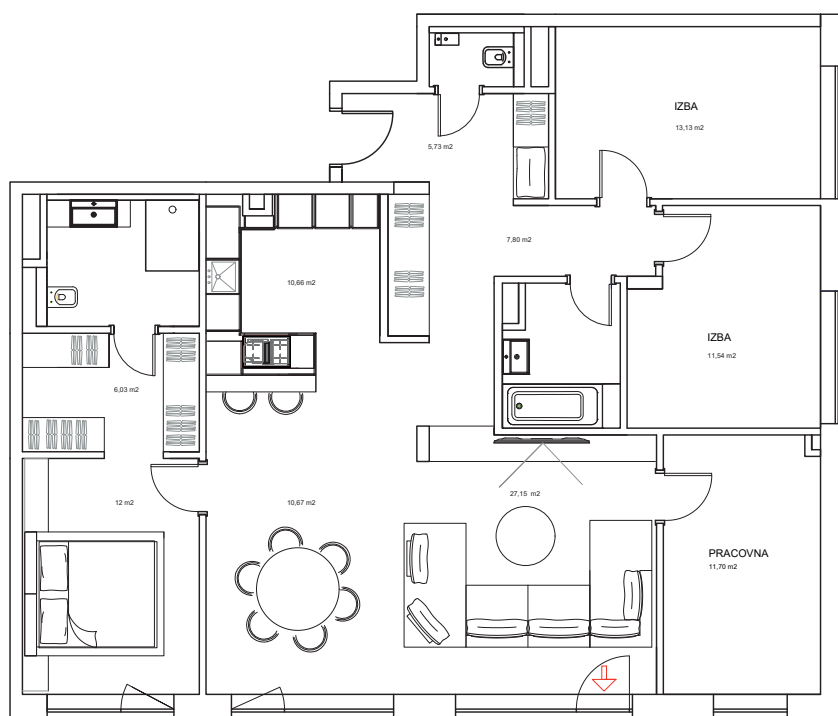 IZBA
13,13 m2
5,73 m2
7,80 m2
10,66 m2
IZBA
11,54 m2
6,03 m2
12 m2
10,67 m2
27,15 m2
PRACOVNA
11,70 m2